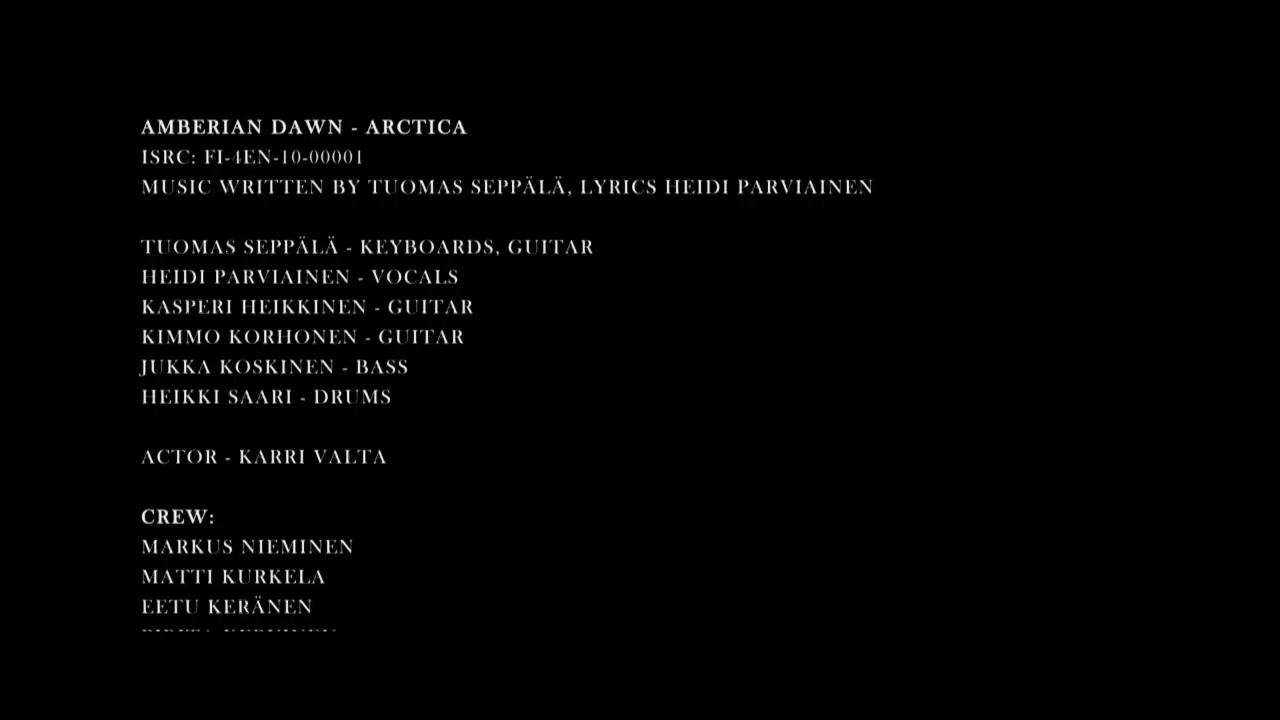 AMBERIAN DAWN - ARCTICA
ISRC: FI-4EN-10-00001
MUSIC WRITTEN BY TUOMAS SEPPÄLÄ, LYRICS HEIDI PARVIAINEN
TUOMAS SEPPÄLÄ - KEYBOARDS, GUITAR
HEIDI PARVIAINEN - VOCALS
KASPERI HEIKKINEN - GUITAR
KIMMO KORHONEN - GUITAR
JUKKA KOSKINEN - BASS
HEIKKI SAARI - DRUMS
ACTOR - KARRI VALTA
CREW:
MARKUS NIEMINEN
MATTI KURKELA
EETU KERÄNEN